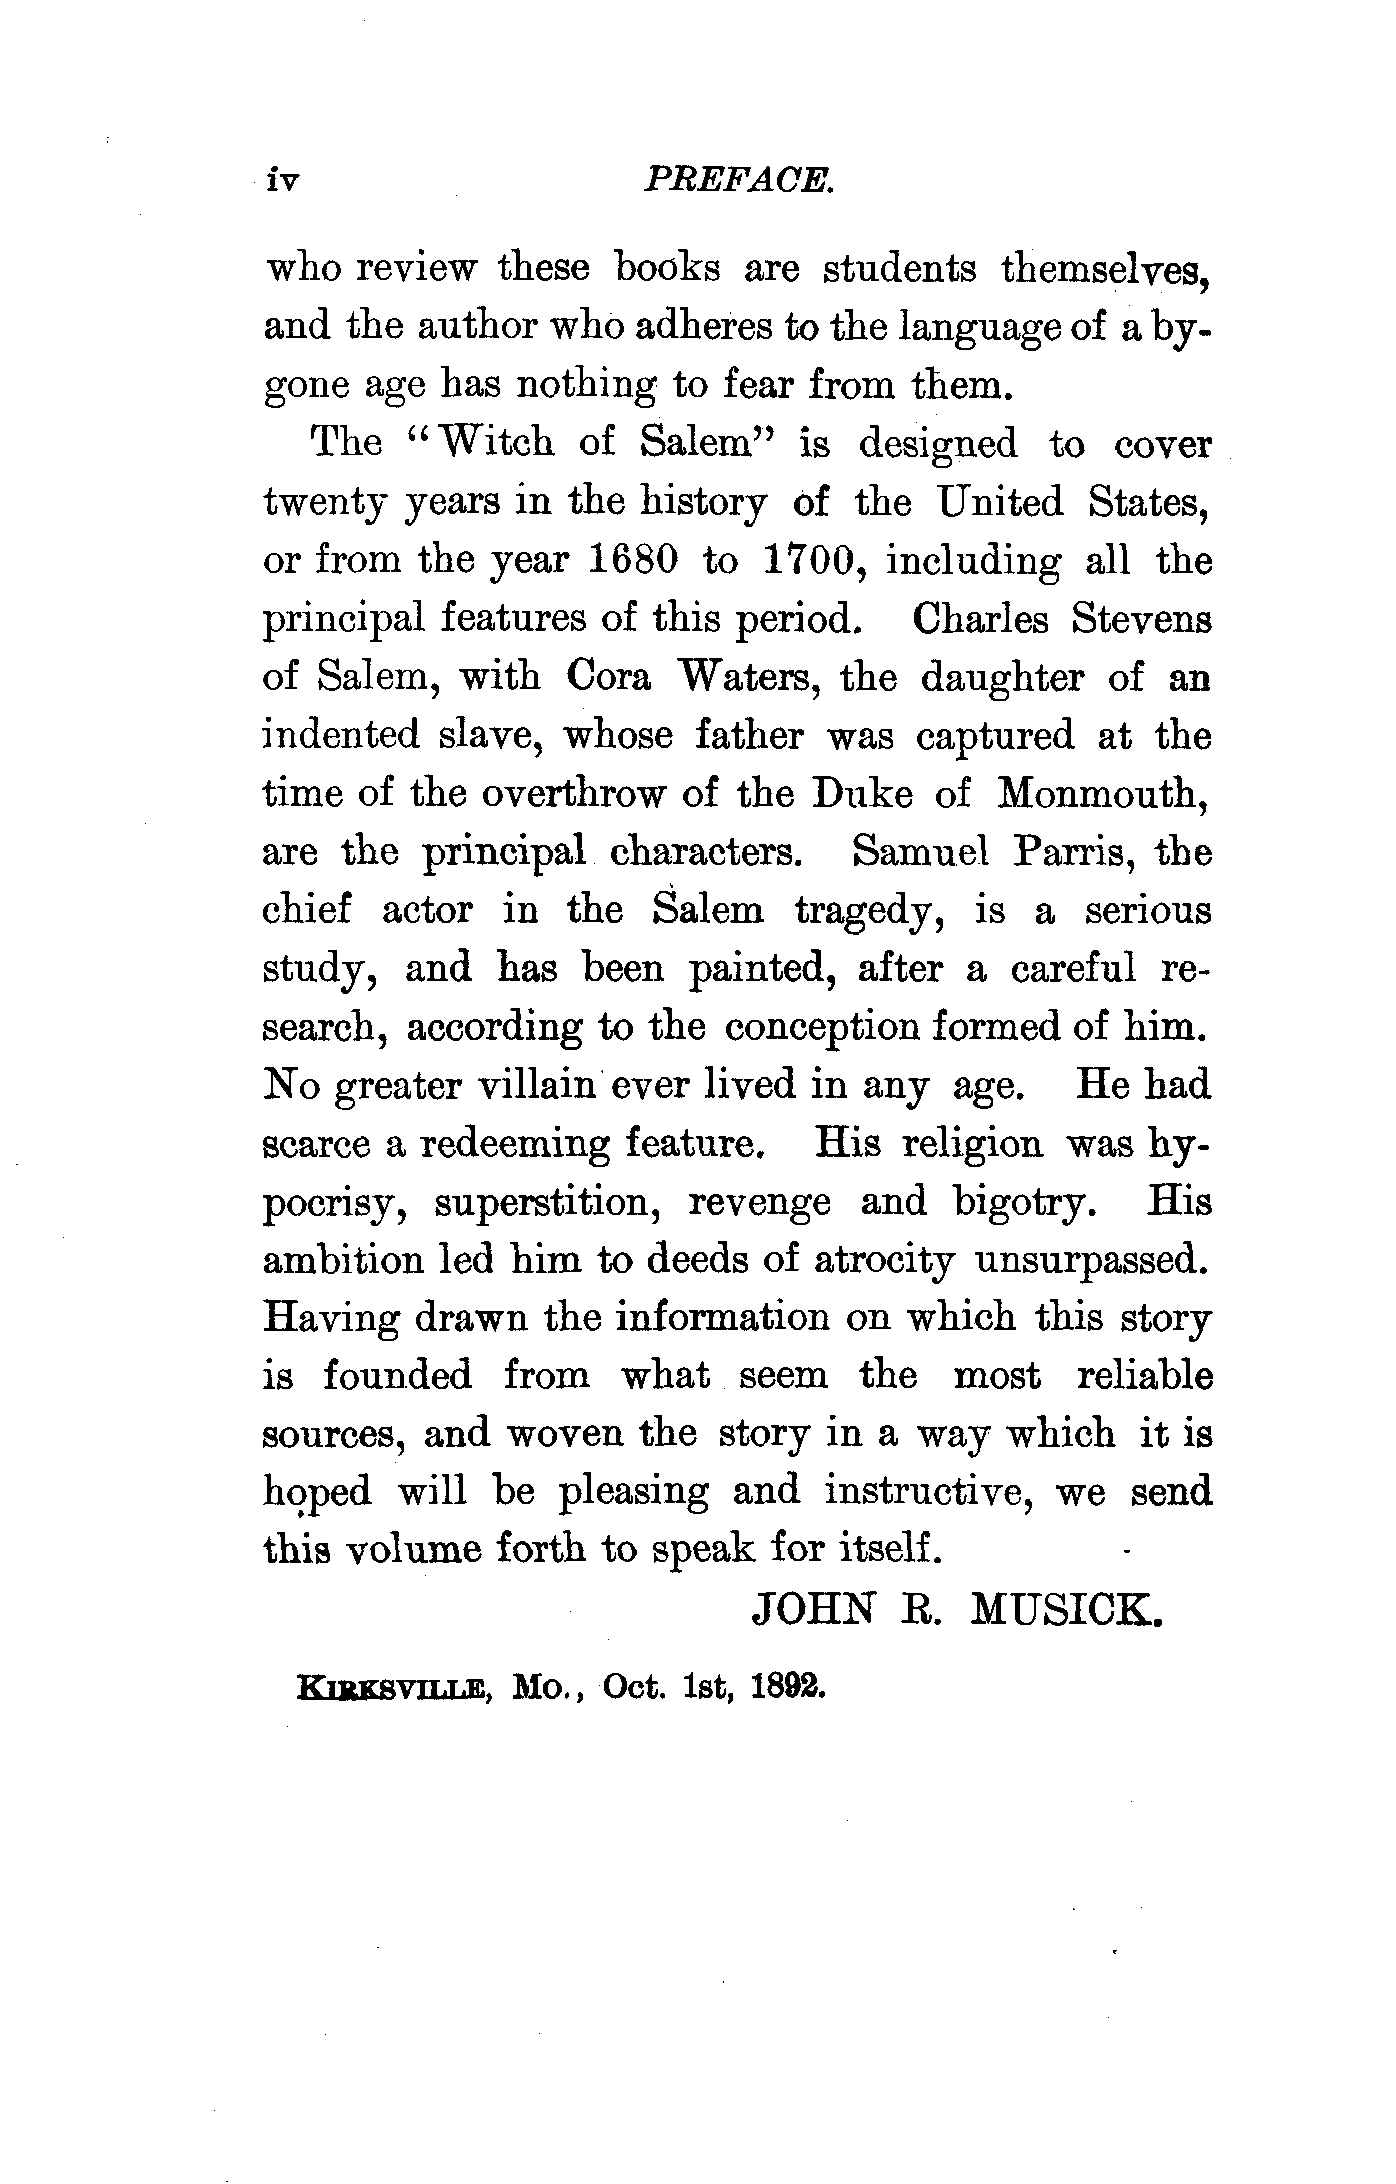 iv PREFACE.
who review these books are students themselves,
and the author who adheres to the language of a by-
gone age has nothing to fear from them.
The "Witch of Salem" is designed to cover
twenty years in the history of the United States,
or from the year 1680 to 1700, including all the
principal features of this period. Charles Stevens
of Salem, with Cora Waters, the daughter of an
indented slave, whose father was captured at the
time of the overthrow of the Duke of Monmouth,
are the principal characters. Samuel Parris, the
chief actor in the Salem tragedy, is a serious
study, and has been painted, after a careful re-
search, according to the conception formed of him.
No greater villain ever lived in any age. He had
scarce a redeeming feature. His religion was hy-
pocrisy, superstition, revenge and bigotry. His
ambition led him to deeds of atrocity unsurpassed.
Having drawn the information on which this story
is founded from what seem the most reliable
sources, and woven the story in a way which it is
hoped will be pleasing and instructive, we send
this volume forth to speak for itself.
JOHN R. MUSICK.
KIRKSVILLE, MO., Oct. 1st, 1892.